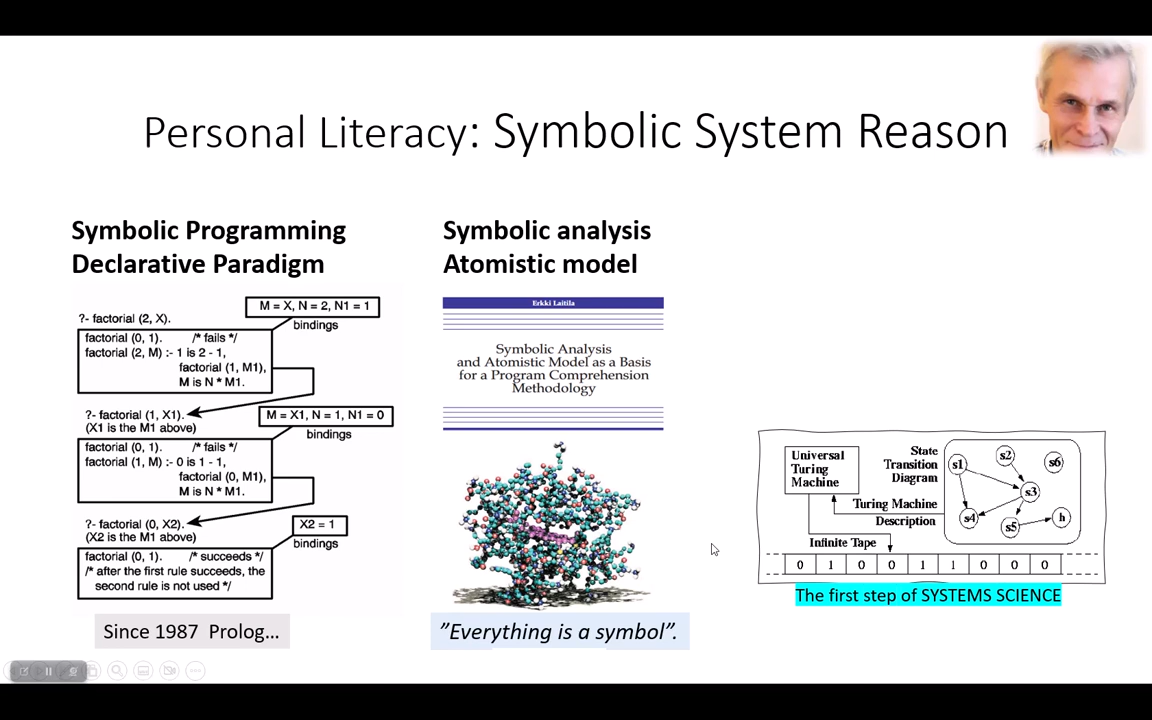 Personal Literacy: Symbolic System Reason
Symbolic Programming
Declarative Paradigm
M = X, N = 2, N1 = 1
bindings
?- factorial (2, X).
factorial (0, 1). /* fails */
factorial (2, M) :- 1 is 2 - 1,
factorial (1, M1),
M is N * M1.
?- factorial (1, X1).
(X1 is the M1 above)
M = X1, N = 1, N1 = 0
bindings
factorial (0, 1). /* fails */
factorial (1, M) :- 0 is 1 - 1,
factorial (0, M1),
M is N * M1.
?- factorial (0, X2).
(X2 is the M1 above)
X2 = 1
bindings
factorial (0, 1). /* succeeds */
/* after the first rule succeeds, the
second rule is not used */
Since 1987 Prolog...
Symbolic analysis
Atomistic model
Erkki Laitila
Symbolic Analysis
and Atomistic Model as a Basis
for a Program Comprehension
Methodology
”Everything is a symbol”.
Universal
Turing
Machine
State
Transition
Diagram
s1
s2
s6
s3
s4
s5
h
Turing Machine
Description
Infinite Tape
0 1 0 0 1 1 0 0 0
The first step of SYSTEMS SCIENCE